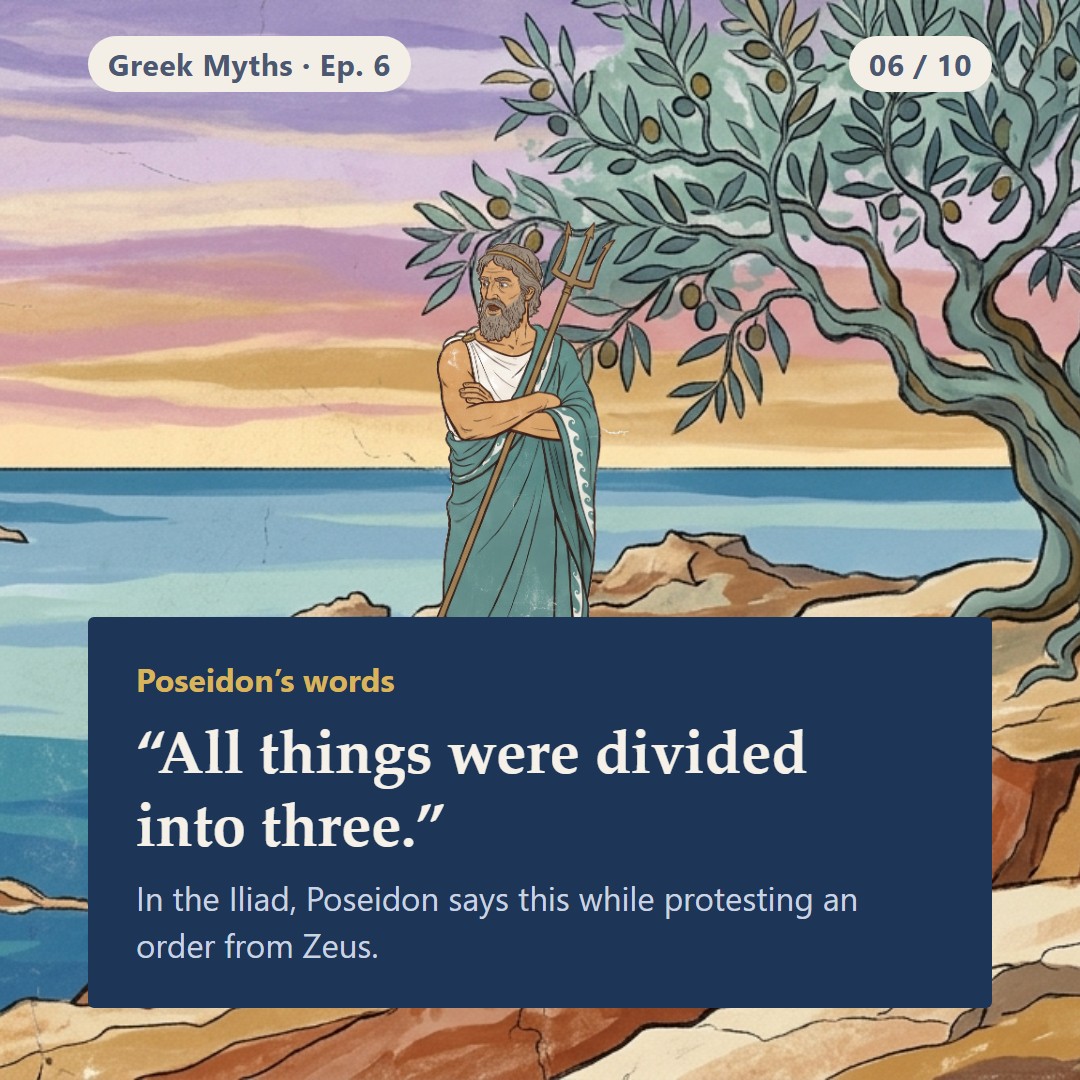 Greek Myths · Ep. 6
06 / 10
Poseidon’s words
“All things were divided
into three.”
In the Iliad, Poseidon says this while protesting an
order from Zeus.